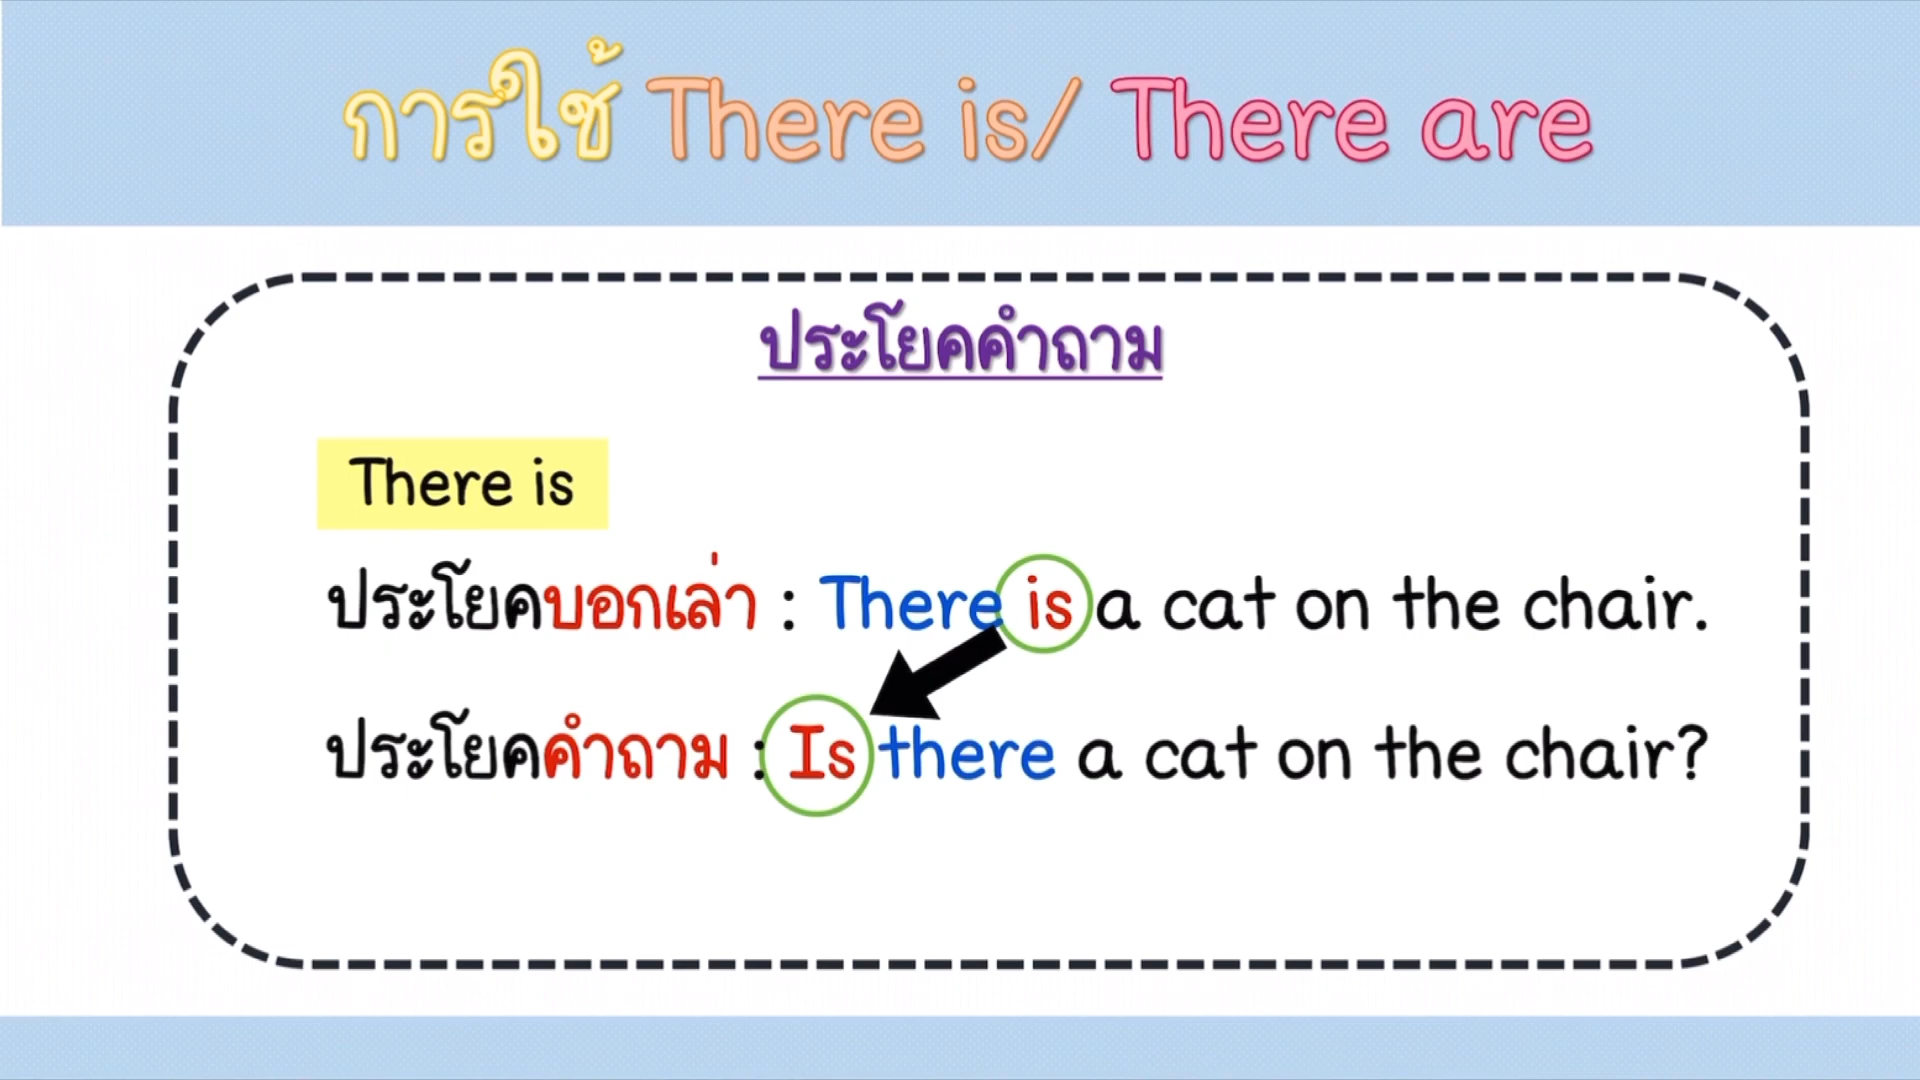 การใช้ There is/ There are
ประโยคคำถาม
There is
ประโยคบอกเล่า : There is a cat on the chair.
ประโยคคำถาม : Is there a cat on the chair?